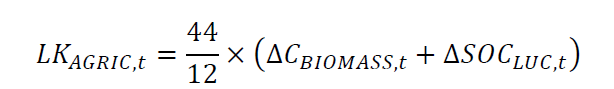 LK_{AGRIC,t} = \frac{44}{12} × (ΔC_{BIOMASS,t} + ΔSOC_{LUC,t})